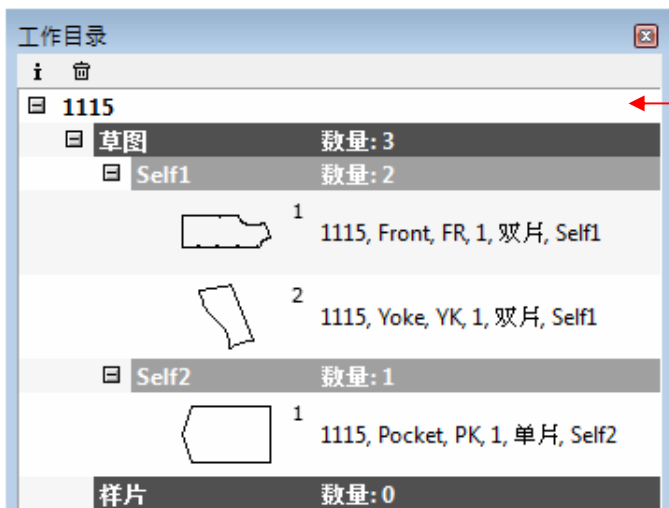 工作目录
i
1115
草图 数量: 3
Self1 数量: 2
1 1115, Front, FR, 1, 双片, Self1
2 1115, Yoke, YK, 1, 双片, Self1
Self2 数量: 1
1 1115, Pocket, PK, 1, 单片, Self2
样片 数量: 0